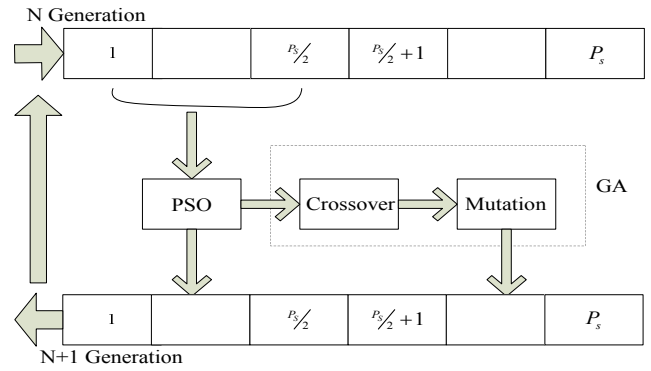 N Generation
1 Ps/2 Ps/2+1 Ps
GA
PSO Crossover Mutation
1 Ps/2 Ps/2+1 Ps
N+1 Generation